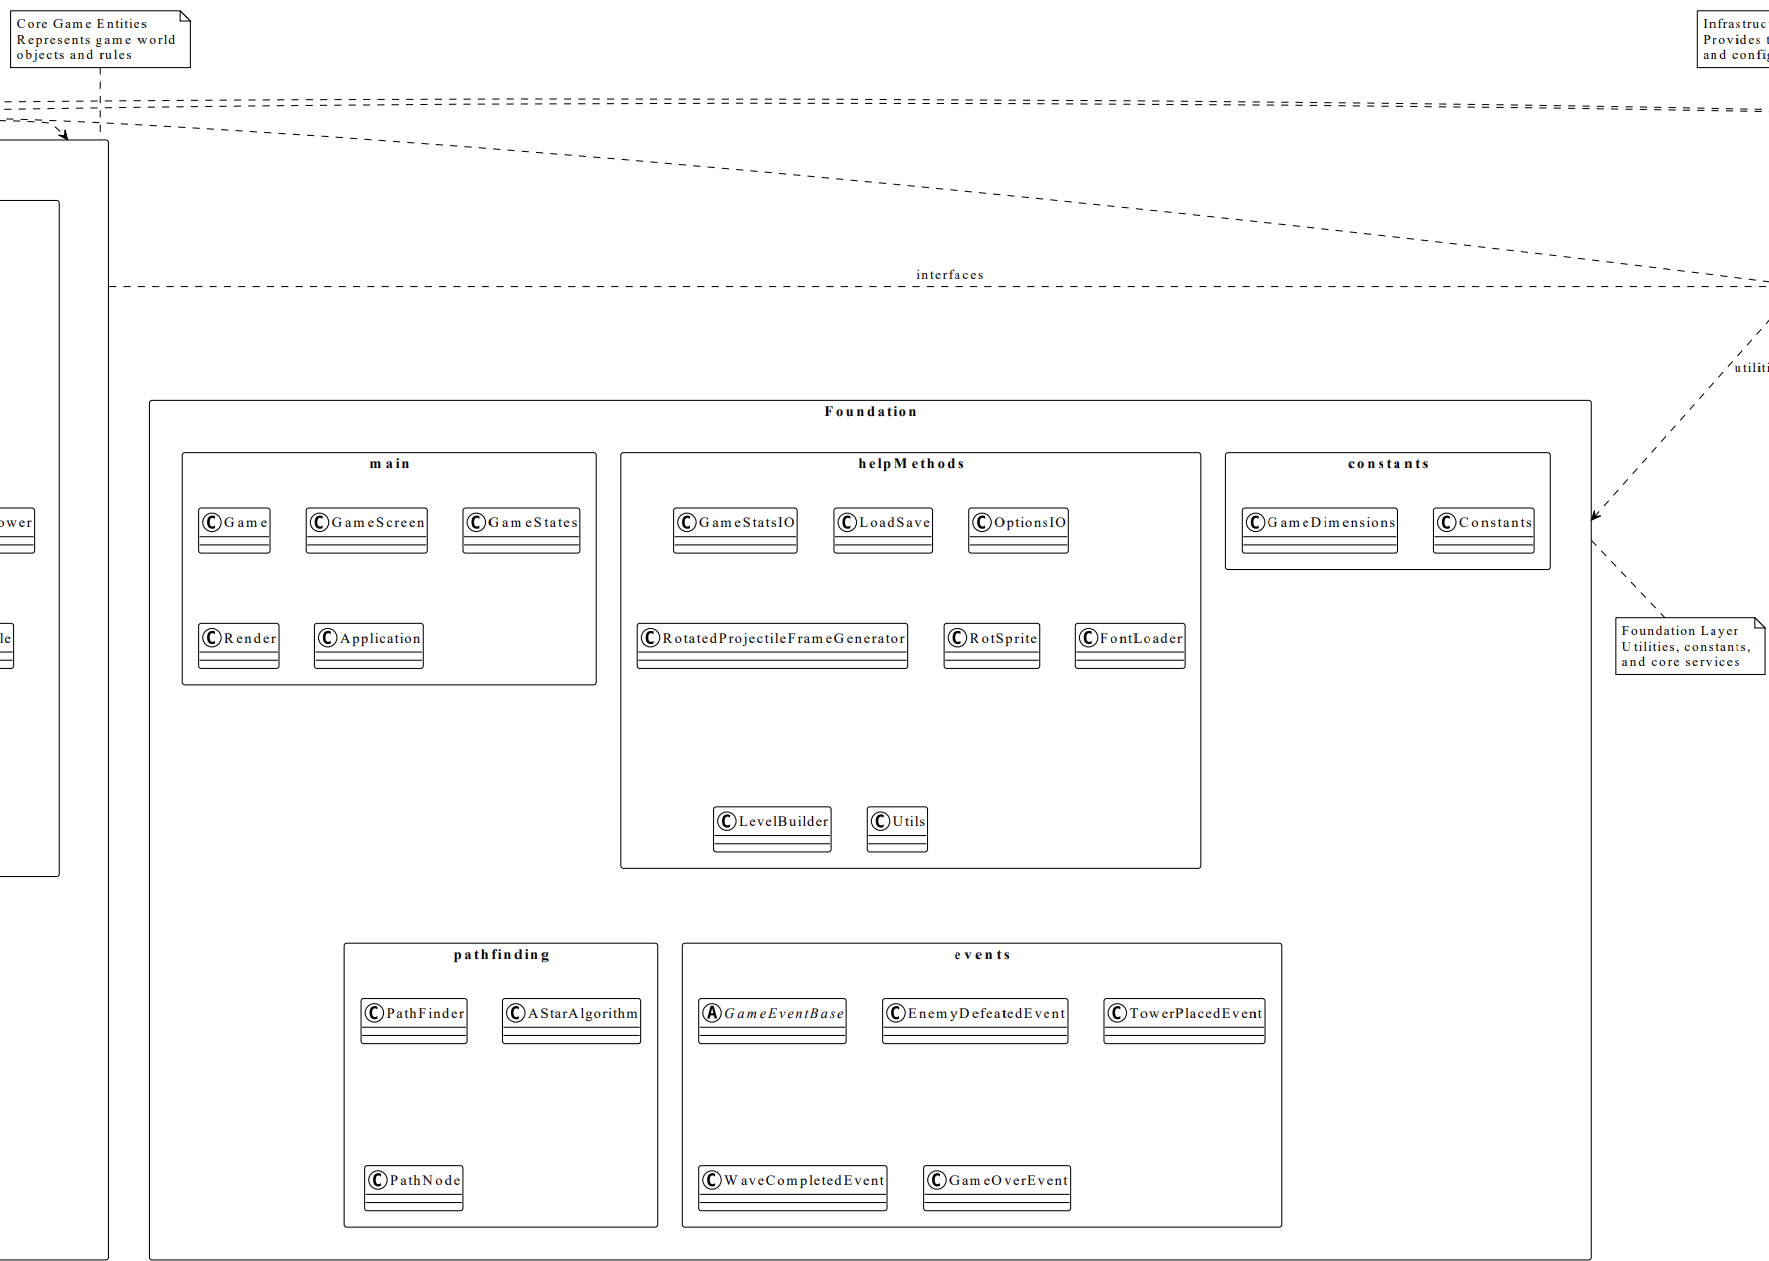 Core Game Entities
Represents game world
objects and rules
Provides
interfaces
Foundation
main
helpMethods
constants
C Game
C GameScreen
C GameStates
C GameStatsIO
C LoadSave
C OptionsIO
C GameDimensions
C Constants
C Render
C Application
C RotatedProjectileFrameGenerator
C RotSprite
C FontLoader
Foundation Layer
Utilities, constants,
and core services
C LevelBuilder
C Utils
pathfinding
events
C PathFinder
C AStarAlgorithm
A GameEventBase
C EnemyDefeatedEvent
C TowerPlacedEvent
C PathNode
C WaveCompletedEvent
C GameOverEvent